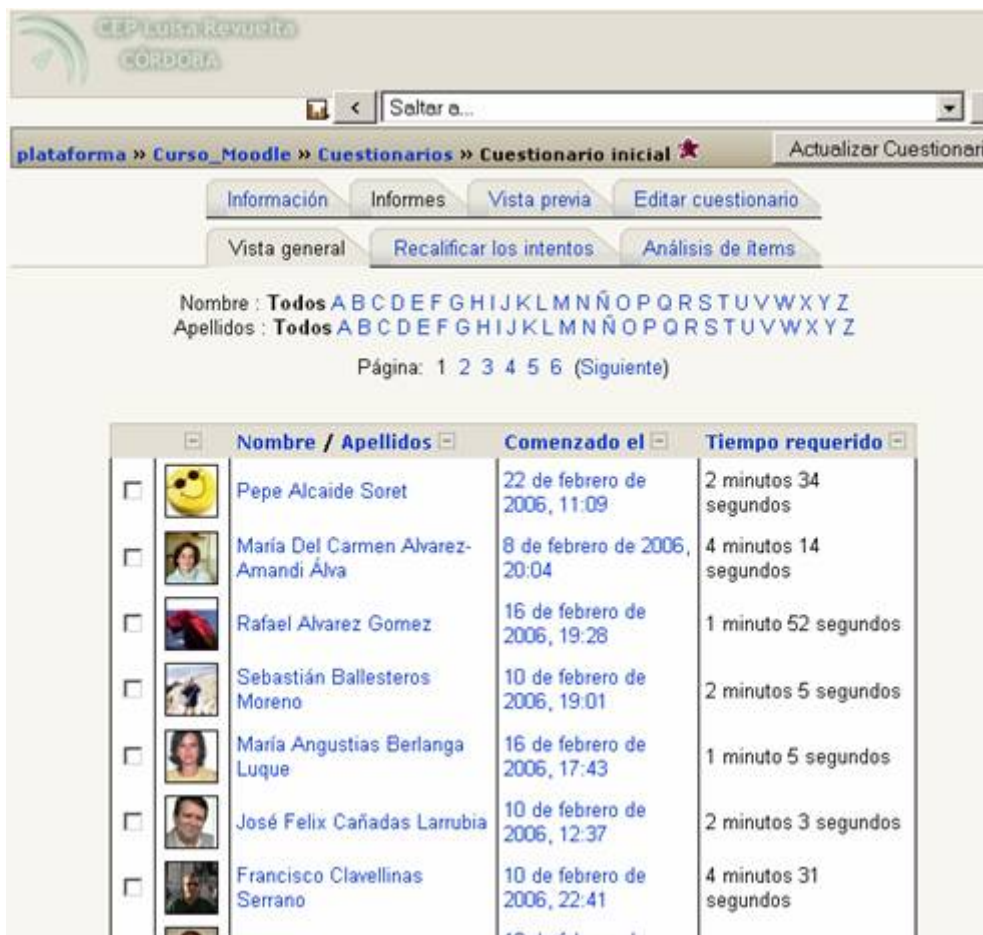 CEP Luisa Revuelta
CÓRDOBA
<
Saltar a...
plataforma » Curso_Moodle » Cuestionarios » Cuestionario inicial
Actualizar Cuestionari
Información Informes Vista previa Editar cuestionario
Vista general Recalificar los intentos Análisis de ítems
Nombre : Todos A B C D E F G H I J K L M N Ñ O P Q R S T U V W X Y Z
Apellidos : Todos A B C D E F G H I J K L M N Ñ O P Q R S T U V W X Y Z
Página: 1 2 3 4 5 6 (Siguiente)
Nombre / Apellidos Comenzado el Tiempo requerido
Pepe Alcaide Soret
22 de febrero de
2006, 11:09
2 minutos 34
segundos
María Del Carmen Alvarez-
Amandi Álva
8 de febrero de 2006,
20:04
4 minutos 14
segundos
Rafael Alvarez Gomez
16 de febrero de
2006, 19:28
1 minuto 52 segundos
Sebastián Ballesteros
Moreno
10 de febrero de
2006, 19:01
2 minutos 5 segundos
María Angustias Berlanga
Luque
16 de febrero de
2006, 17:43
1 minuto 5 segundos
José Felix Cañadas Larrubia
10 de febrero de
2006, 12:37
2 minutos 3 segundos
Francisco Clavellinas
Serrano
10 de febrero de
2006, 22:41
4 minutos 31
segundos